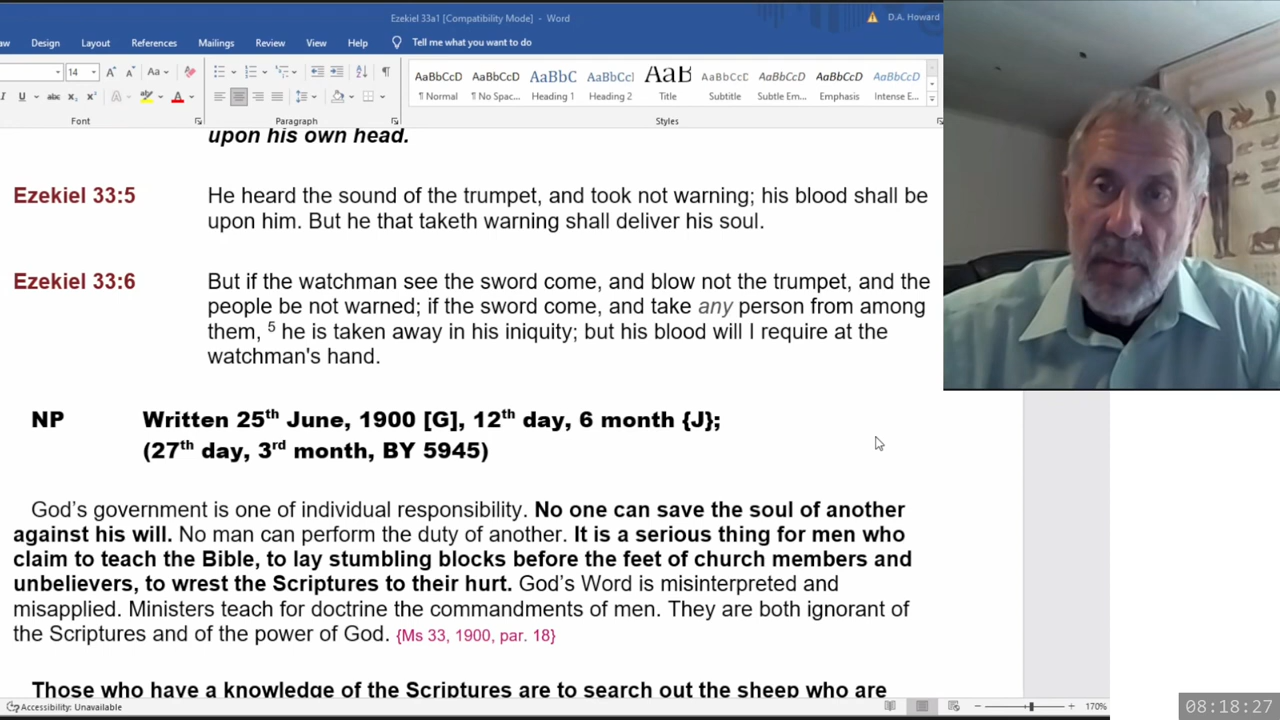 Ezekiel 33a1 [Compatibility Mode] - Word
D.A. Howard
aw Design Layout References Mailings Review View Help Tell me what you want to do
14 A A Aa A
AaBbCcD AaBbCcD AaBbC AaBbCcI AaB AaBbCcD AaBbCcD AaBbCcD AaBbCcD
I U abc X₂ X² A A
¶ Normal ¶ No Spac... Heading 1 Heading 2 Title Subtitle Subtle Em... Emphasis Intense E...
Font Paragraph Styles
upon his own head.
Ezekiel 33:5 He heard the sound of the trumpet, and took not warning; his blood shall be
upon him. But he that taketh warning shall deliver his soul.
Ezekiel 33:6 But if the watchman see the sword come, and blow not the trumpet, and the
people be not warned; if the sword come, and take any person from among
them, ⁵ he is taken away in his iniquity; but his blood will I require at the
watchman's hand.
NP Written 25th June, 1900 [G], 12th day, 6 month {J};
(27th day, 3rd month, BY 5945)
God's government is one of individual responsibility. No one can save the soul of another
against his will. No man can perform the duty of another. It is a serious thing for men who
claim to teach the Bible, to lay stumbling blocks before the feet of church members and
unbelievers, to wrest the Scriptures to their hurt. God's Word is misinterpreted and
misapplied. Ministers teach for doctrine the commandments of men. They are both ignorant of
the Scriptures and of the power of God. {Ms 33, 1900, par. 18}
Those who have a knowledge of the Scriptures are to search out the sheep who are
Accessibility: Unavailable
170%
08:18:27